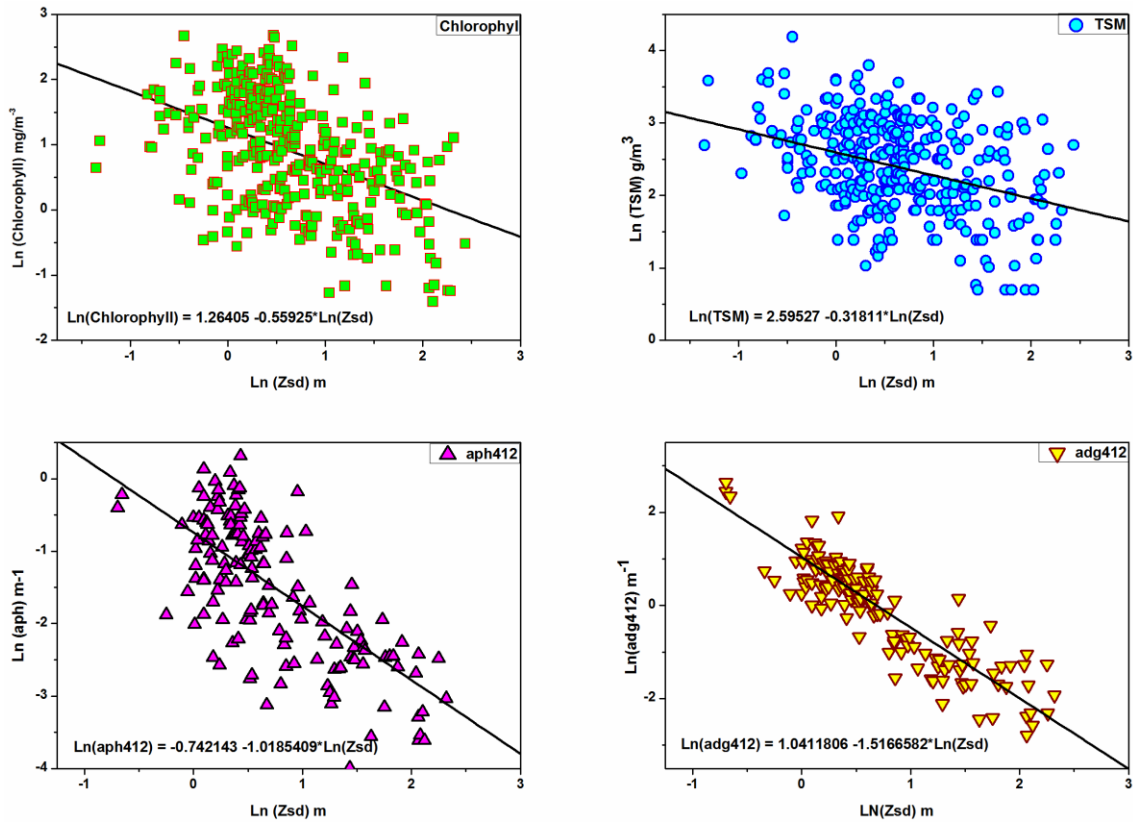 Chlorophyl
Ln (Chlorophyll) mg/m-3
3
2
1
0
-1
-2
Ln(Chlorophyll) = 1.26405 -0.55925*Ln(Zsd)
-1 0 1 2 3
Ln (Zsd) m
TSM
Ln (TSM) g/m3
4
3
2
1
0
Ln(TSM) = 2.59527 -0.31811*Ln(Zsd)
-1 0 1 2 3
Ln (Zsd) m
aph412
Ln (aph) m-1
0
-1
-2
-3
-4
Ln(aph412) = -0.742143 -1.0185409*Ln(Zsd)
-1 0 1 2 3
Ln (Zsd) m
adg412
Ln(adg412) m-1
2
0
-2
Ln(adg412) = 1.0411806 -1.5166582*Ln(Zsd)
-1 0 1 2 3
LN(Zsd) m